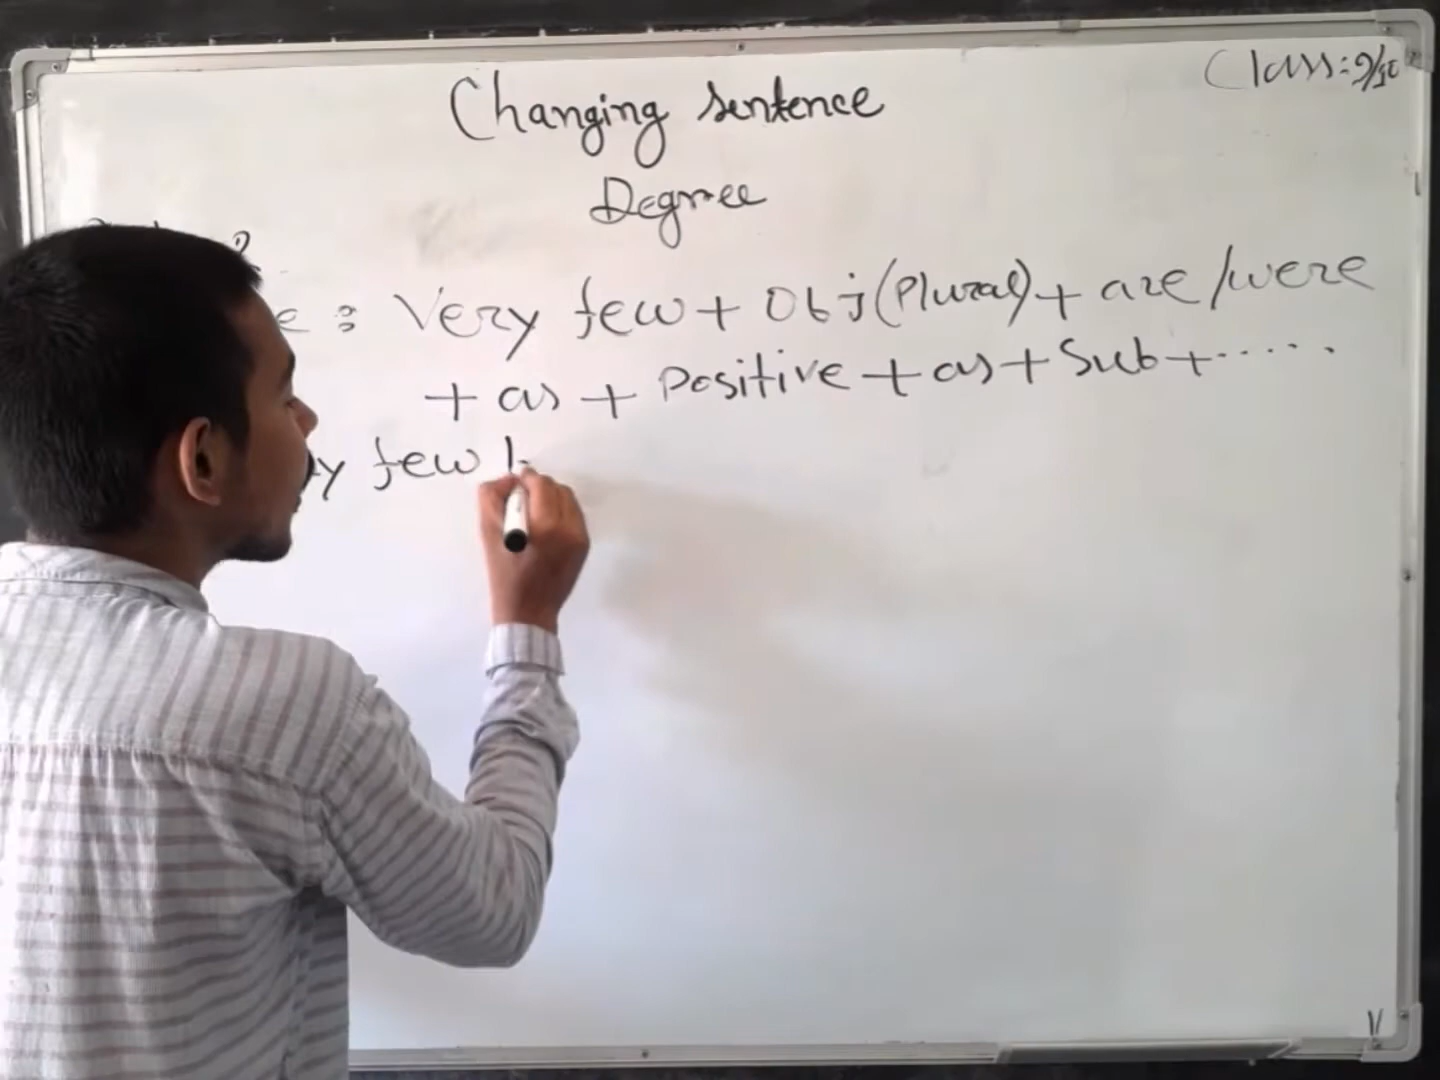 Class: 9/10
Changing sentence
Degree
e : Very few + Obj (Plural) + are/were
+ as + Positive + as + Sub + ......
y few